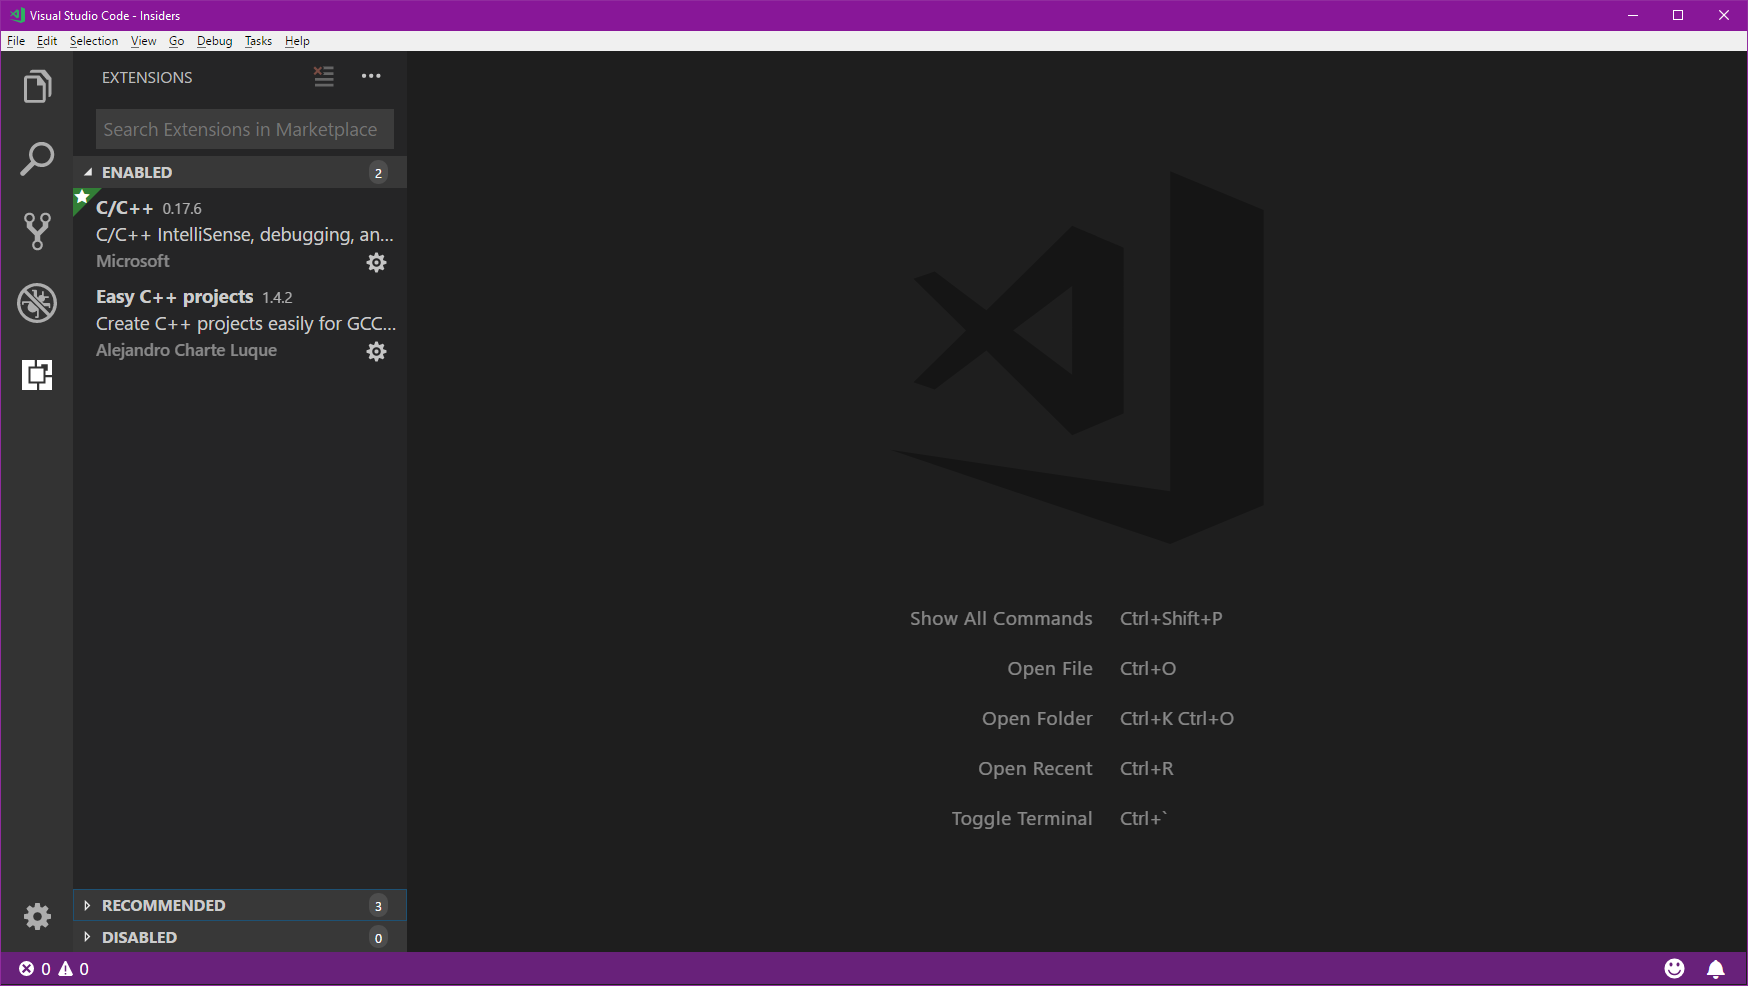 Visual Studio Code - Insiders
File Edit Selection View Go Debug Tasks Help
EXTENSIONS
Search Extensions in Marketplace
ENABLED 2
C/C++ 0.17.6
C/C++ IntelliSense, debugging, an...
Microsoft
Easy C++ projects 1.4.2
Create C++ projects easily for GCC...
Alejandro Charte Luque
Show All Commands Ctrl+Shift+P
Open File Ctrl+O
Open Folder Ctrl+K Ctrl+O
Open Recent Ctrl+R
Toggle Terminal Ctrl+`
RECOMMENDED 3
DISABLED 0
0 0